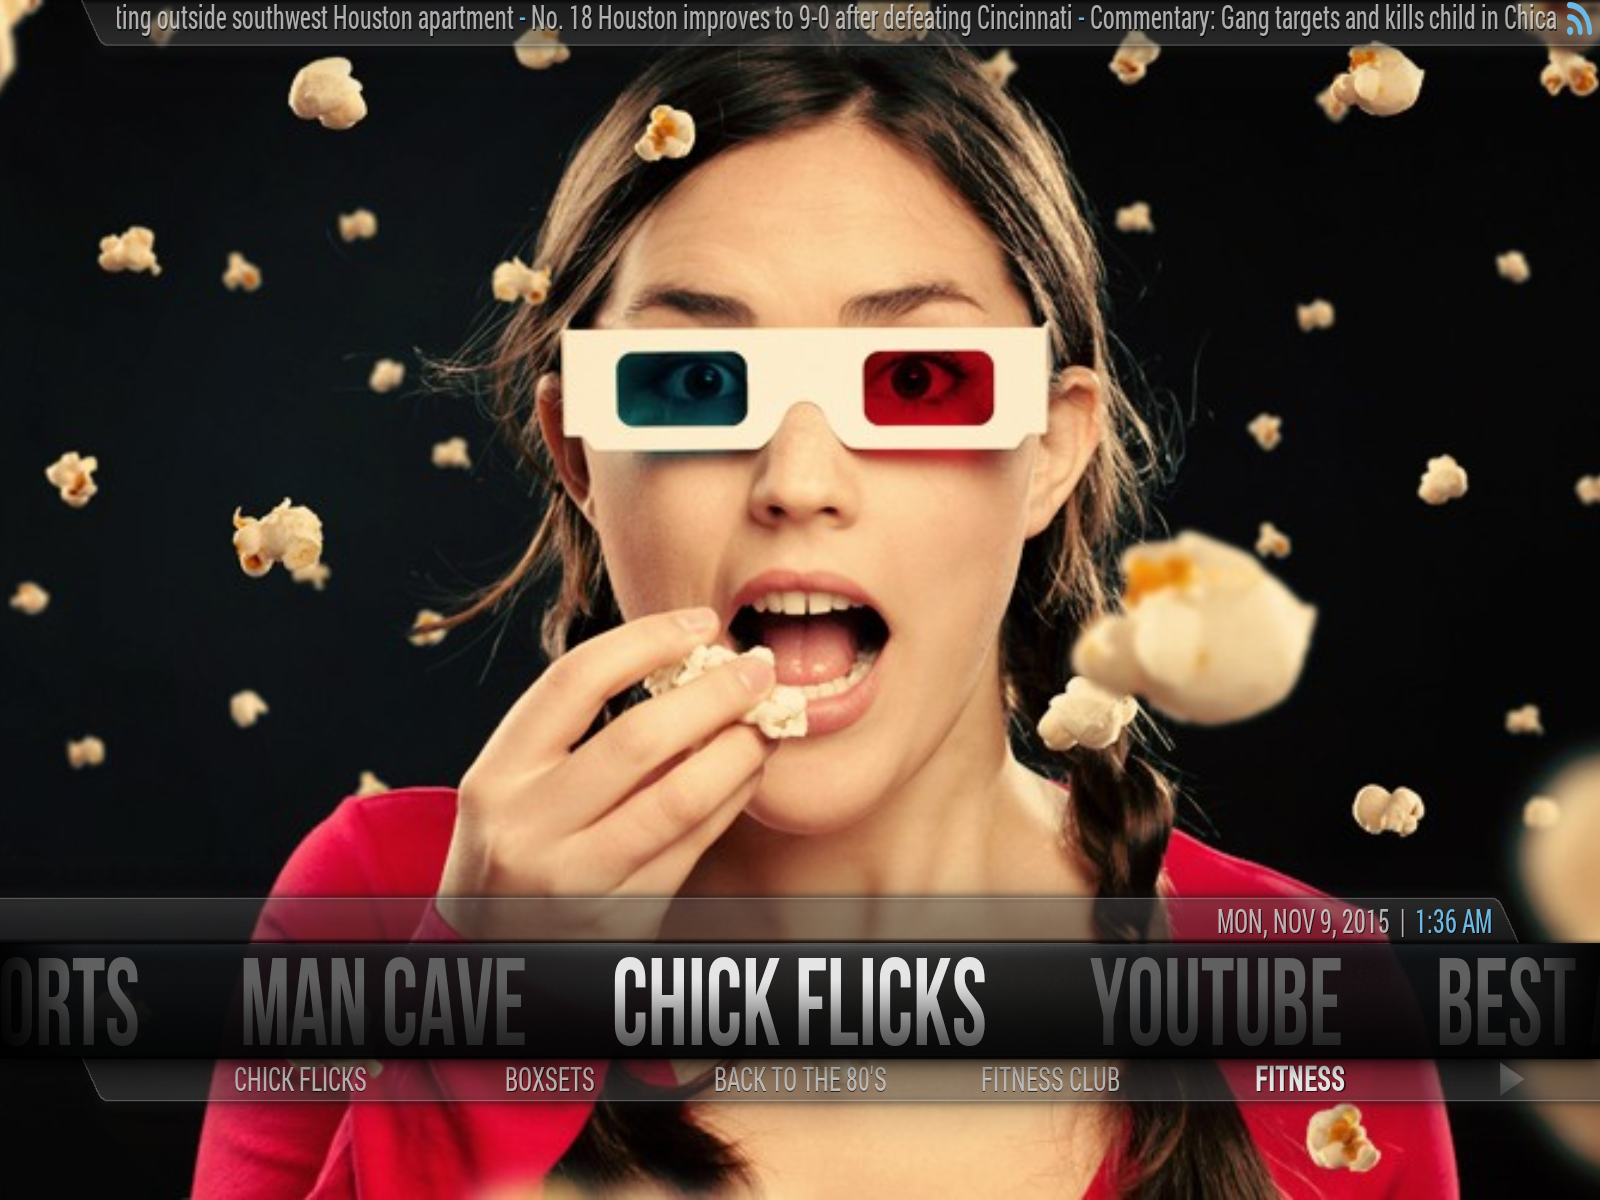 ting outside southwest Houston apartment - No. 18 Houston improves to 9-0 after defeating Cincinnati - Commentary: Gang targets and kills child in Chica
MON, NOV 9, 2015 | 1:36 AM
ORTS MAN CAVE CHICK FLICKS YOUTUBE BEST
CHICK FLICKS BOXSETS BACK TO THE 80'S FITNESS CLUB FITNESS